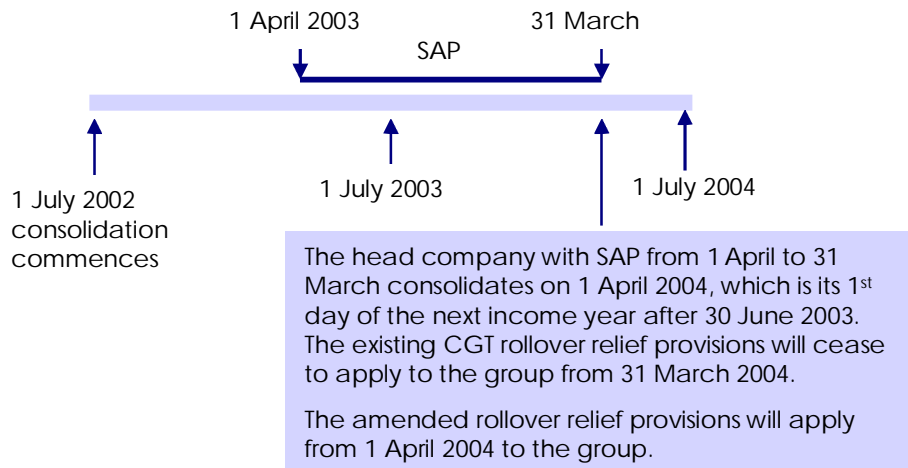 1 April 2003
31 March
SAP
1 July 2002
consolidation
commences
1 July 2003
1 July 2004
The head company with SAP from 1 April to 31
March consolidates on 1 April 2004, which is its 1st
day of the next income year after 30 June 2003.
The existing CGT rollover relief provisions will cease
to apply to the group from 31 March 2004.
The amended rollover relief provisions will apply
from 1 April 2004 to the group.